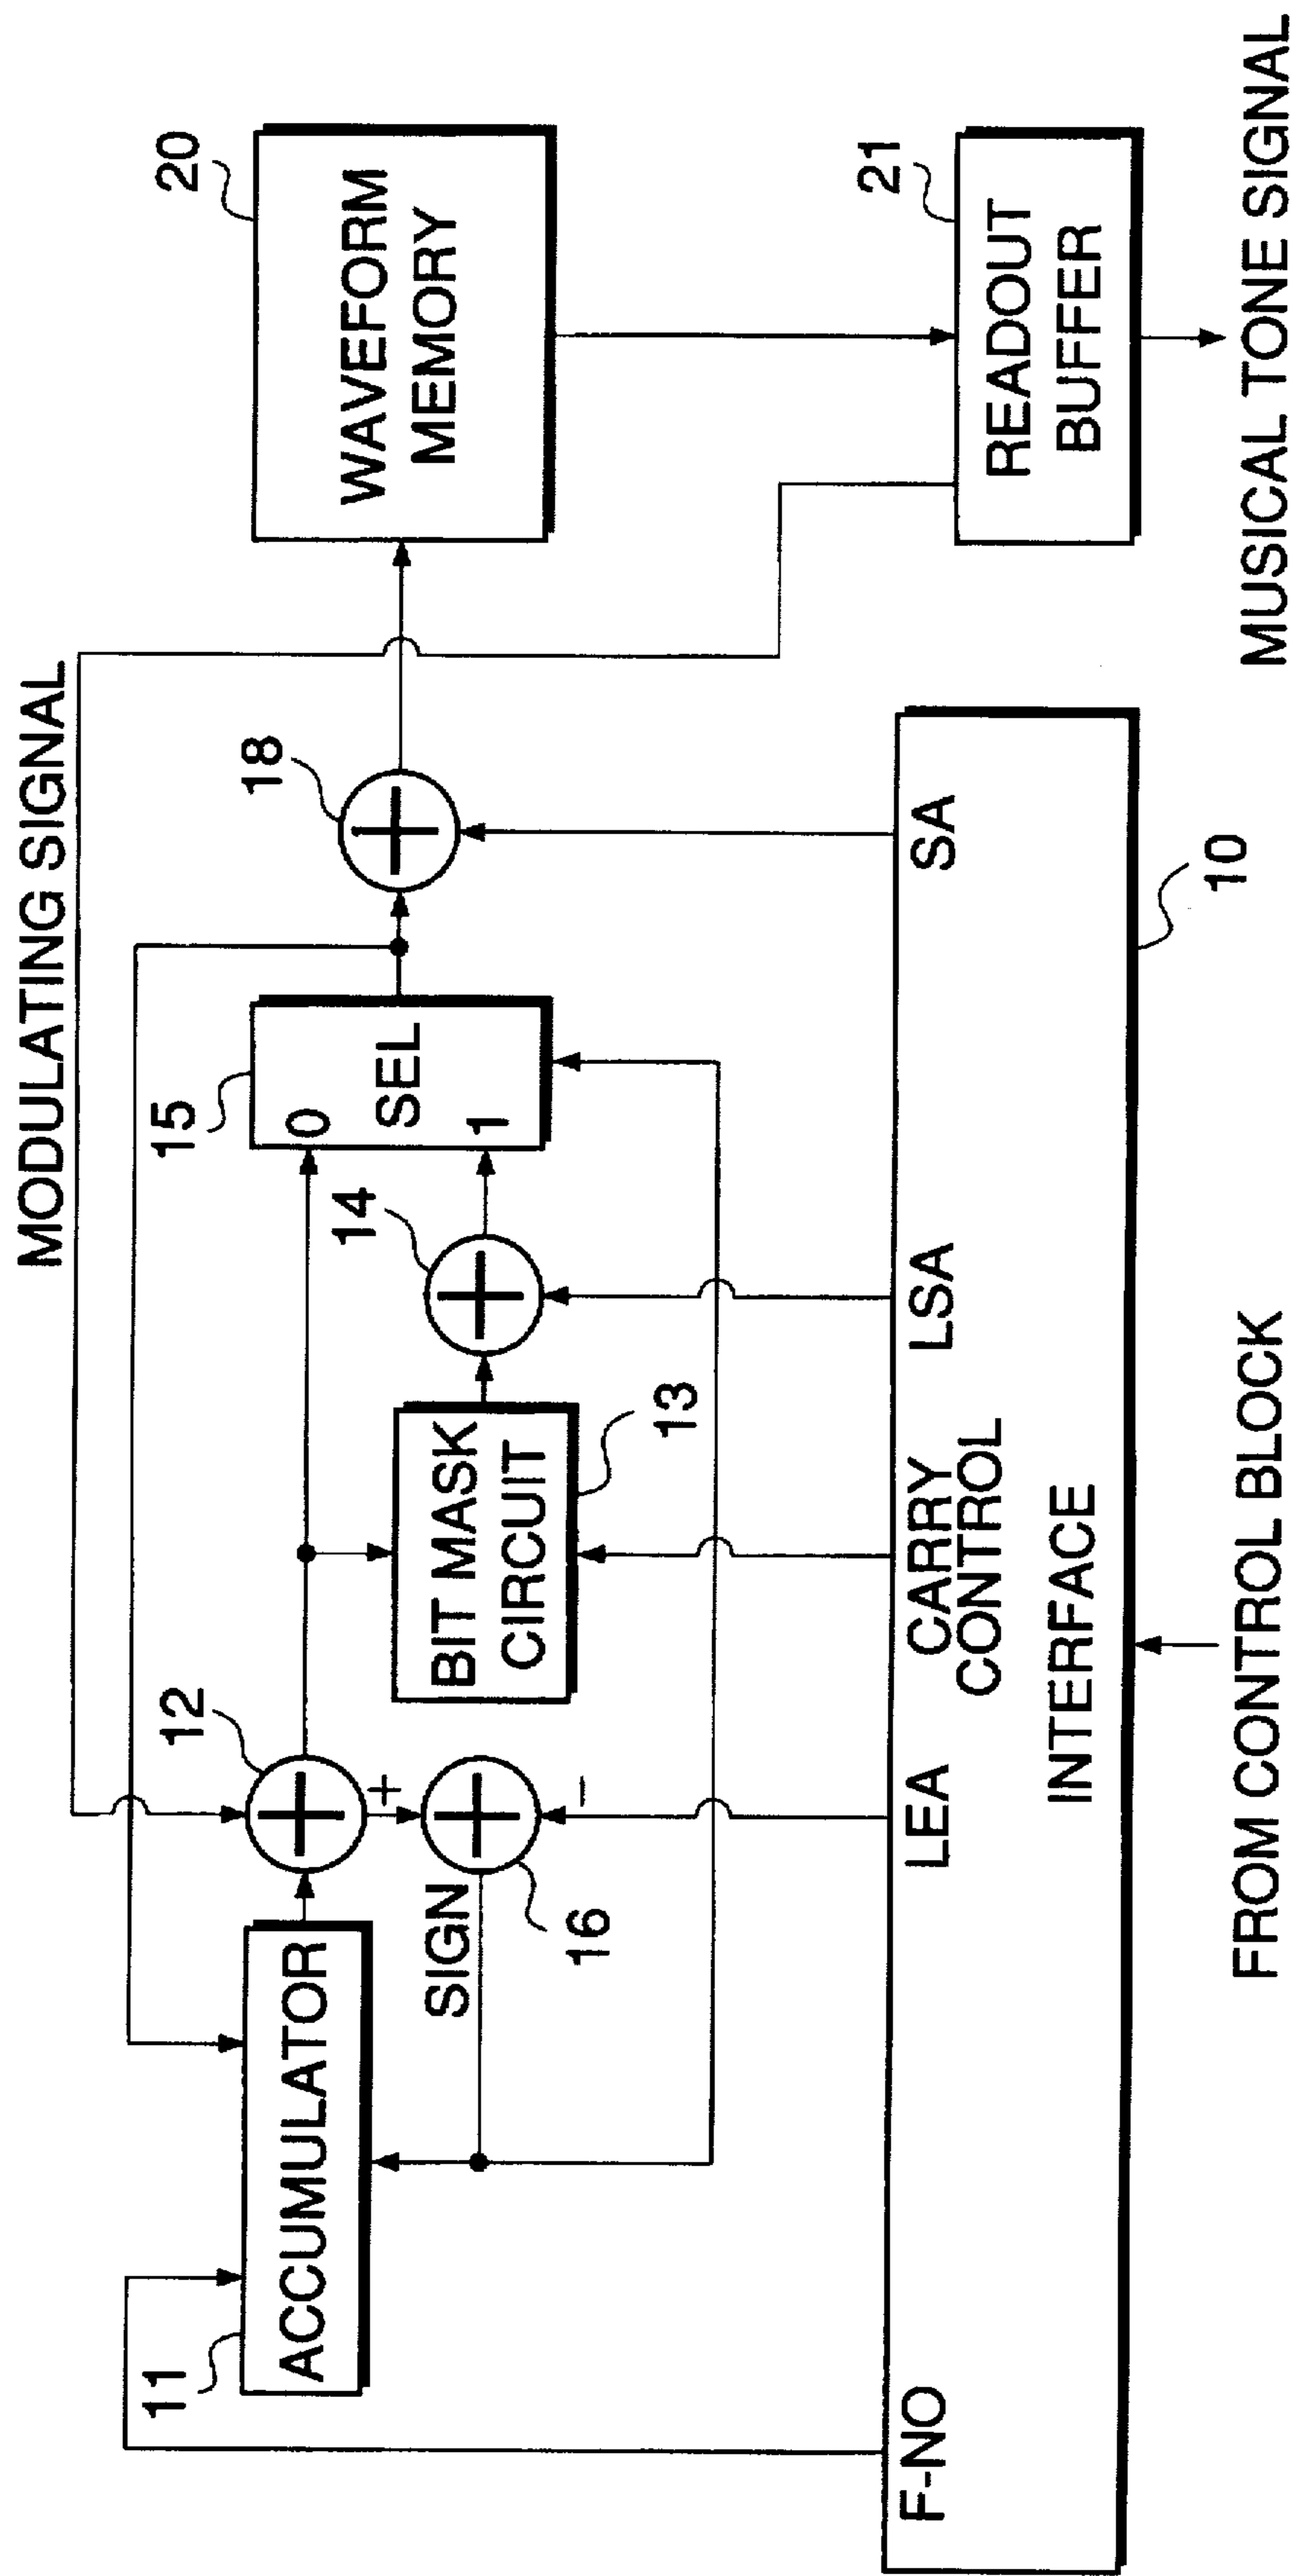 MODULATING SIGNAL
11
ACCUMULATOR
12
+
SIGN
16
−
BIT MASK
CIRCUIT
13
14
15
0
SEL
1
18
20
WAVEFORM
MEMORY
21
READOUT
BUFFER
MUSICAL TONE SIGNAL
F-NO
LEA
CARRY
CONTROL
LSA
SA
INTERFACE
10
FROM CONTROL BLOCK